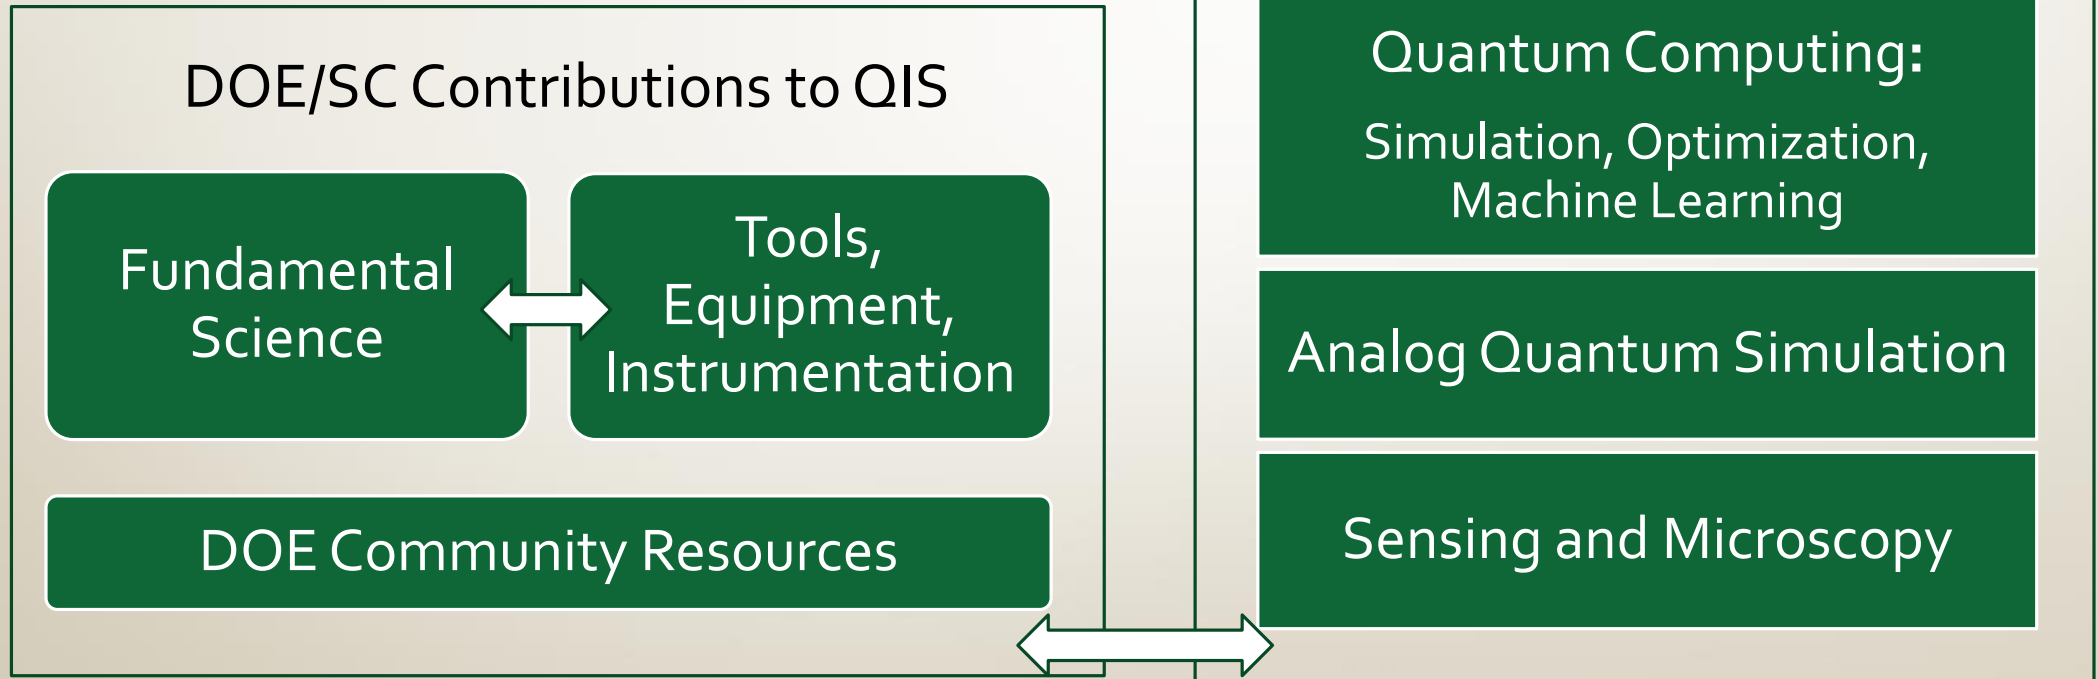 DOE/SC Contributions to QIS
Fundamental
Science
Tools,
Equipment,
Instrumentation
DOE Community Resources
Quantum Computing:
Simulation, Optimization,
Machine Learning
Analog Quantum Simulation
Sensing and Microscopy